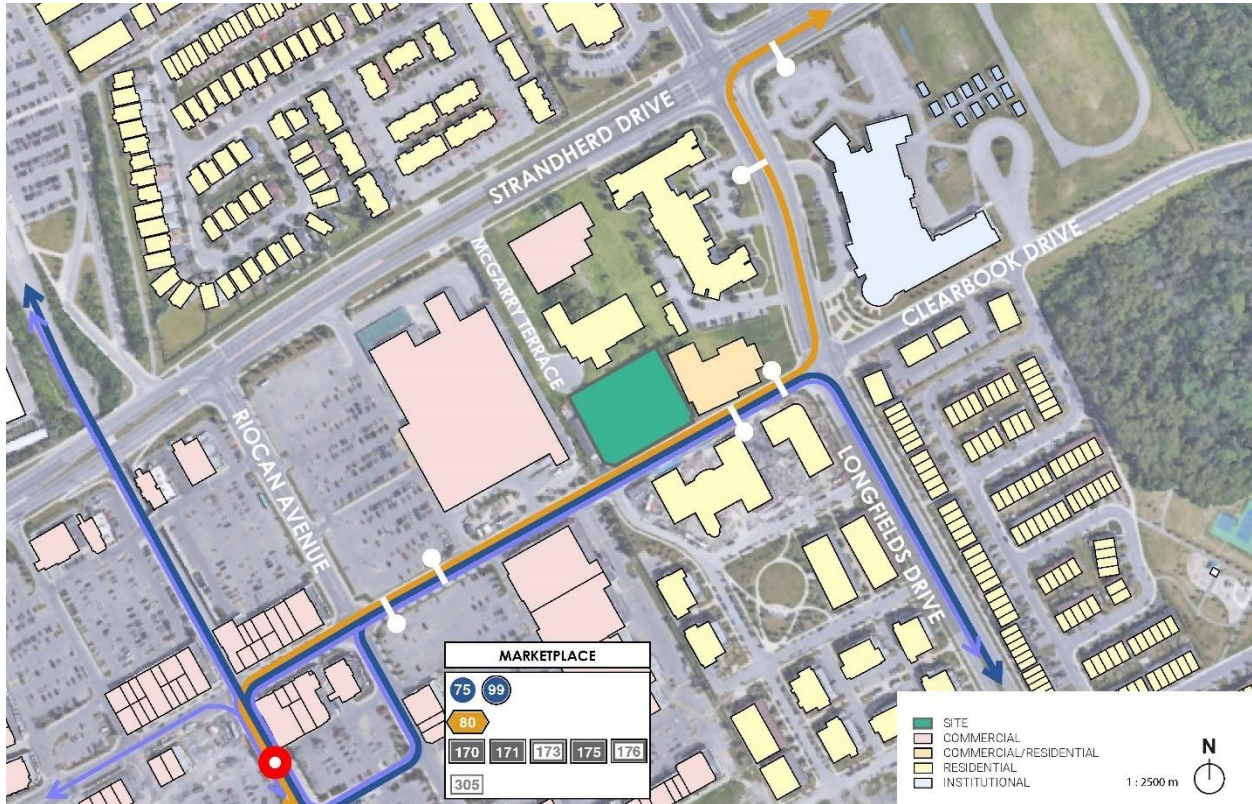 STRANDHERD DRIVE
MCGARRY TERRACE
CLEARBOOK DRIVE
RIOCAN AVENUE
LONGFIELDS DRIVE
MARKETPLACE
75 99
80
170 171 173 175 176
305
SITE
COMMERCIAL
COMMERCIAL/RESIDENTIAL
RESIDENTIAL
INSTITUTIONAL
N
1 : 2500 m